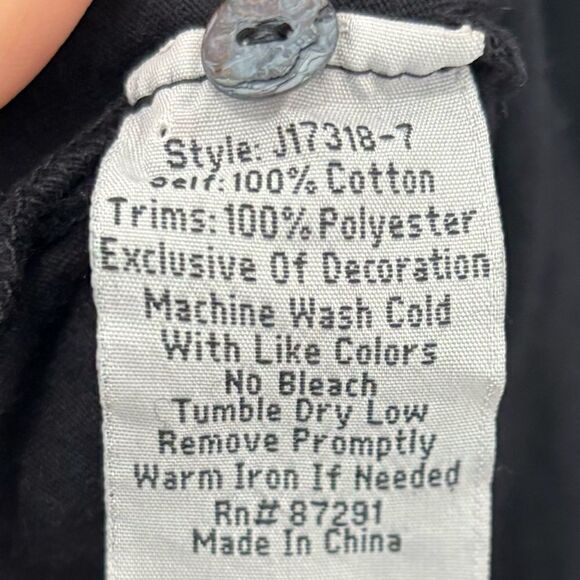 Style: J17318-7
Self: 100% Cotton
Trims: 100% Polyester
Exclusive Of Decoration
Machine Wash Cold
With Like Colors
No Bleach
Tumble Dry Low
Remove Promptly
Warm Iron If Needed
Rn# 87291
Made In China